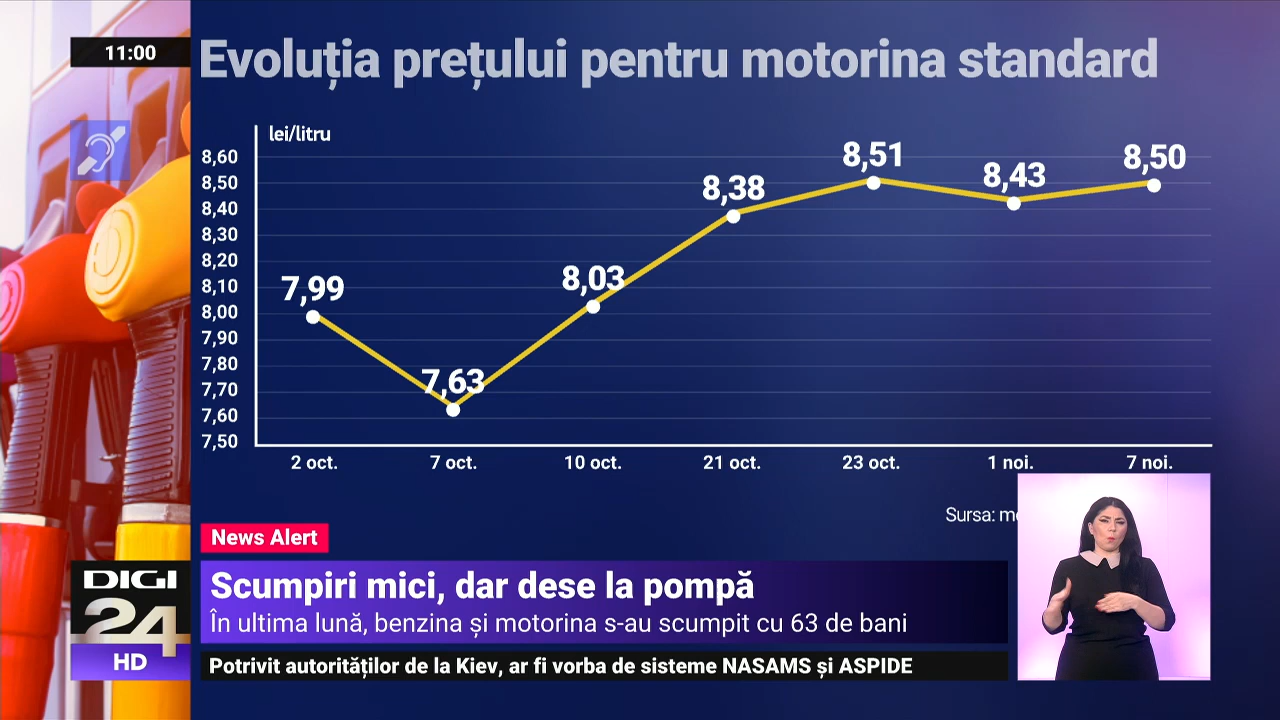 11:00
Evoluția prețului pentru motorina standard
lei/litru
8,60
8,50
8,40
8,30
8,20
8,10
8,00
7,90
7,80
7,70
7,60
7,50
7,99
7,63
8,03
8,38
8,51
8,43
8,50
2 oct. 7 oct. 10 oct. 21 oct. 23 oct. 1 noi. 7 noi.
Sursa:
News Alert
Scumpiri mici, dar dese la pompă
În ultima lună, benzina și motorina s-au scumpit cu 63 de bani
DIGI
24
HD
Potrivit autorităților de la Kiev, ar fi vorba de sisteme NASAMS și ASPIDE